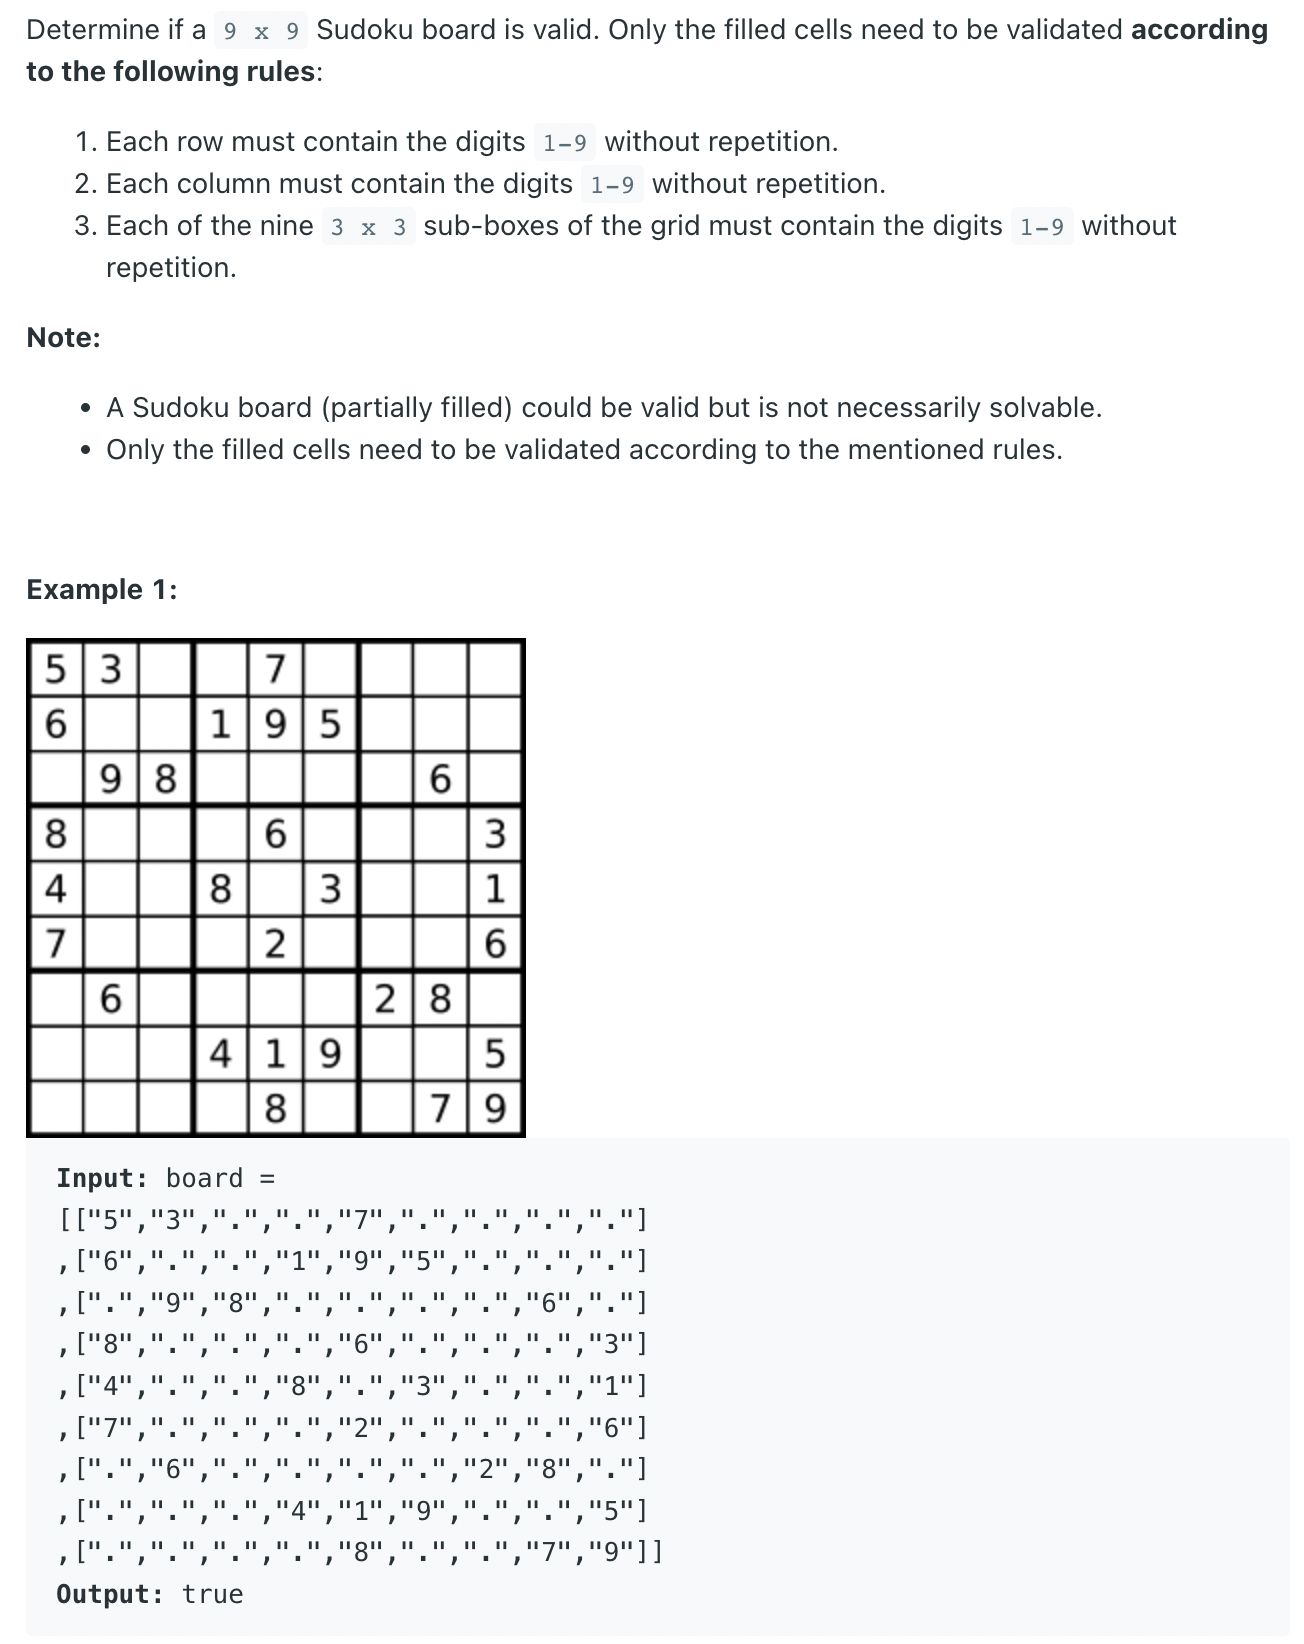 Determine if a 9 x 9 Sudoku board is valid. Only the filled cells need to be validated according
to the following rules:
1. Each row must contain the digits 1-9 without repetition.
2. Each column must contain the digits 1-9 without repetition.
3. Each of the nine 3 x 3 sub-boxes of the grid must contain the digits 1-9 without
repetition.
Note:
• A Sudoku board (partially filled) could be valid but is not necessarily solvable.
• Only the filled cells need to be validated according to the mentioned rules.
Example 1:
5 3 7
6 1 9 5
9 8 6
8 6 3
4 8 3 1
7 2 6
6 2 8
4 1 9 5
8 7 9
Input: board =
[["5","3",".",".","7",".",".",".","."]
,["6",".",".","1","9","5",".",".","."]
,[".","9","8",".",".",".",".","6","."]
,["8",".",".",".","6",".",".",".","3"]
,["4",".",".","8",".","3",".",".","1"]
,["7",".",".",".","2",".",".",".","6"]
,[".","6",".",".",".",".","2","8","."]
,[".",".",".","4","1","9",".",".","5"]
,[".",".",".",".","8",".",".","7","9"]]
Output: true